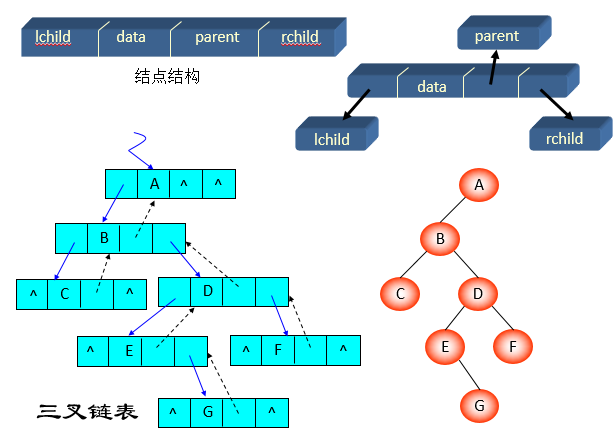 lchild data parent rchild
结点结构
parent
data
lchild
rchild
A ^ ^
B
^ C ^
D
^ E
^ F ^
^ G ^
三叉链表
A
B
C D
E F
G